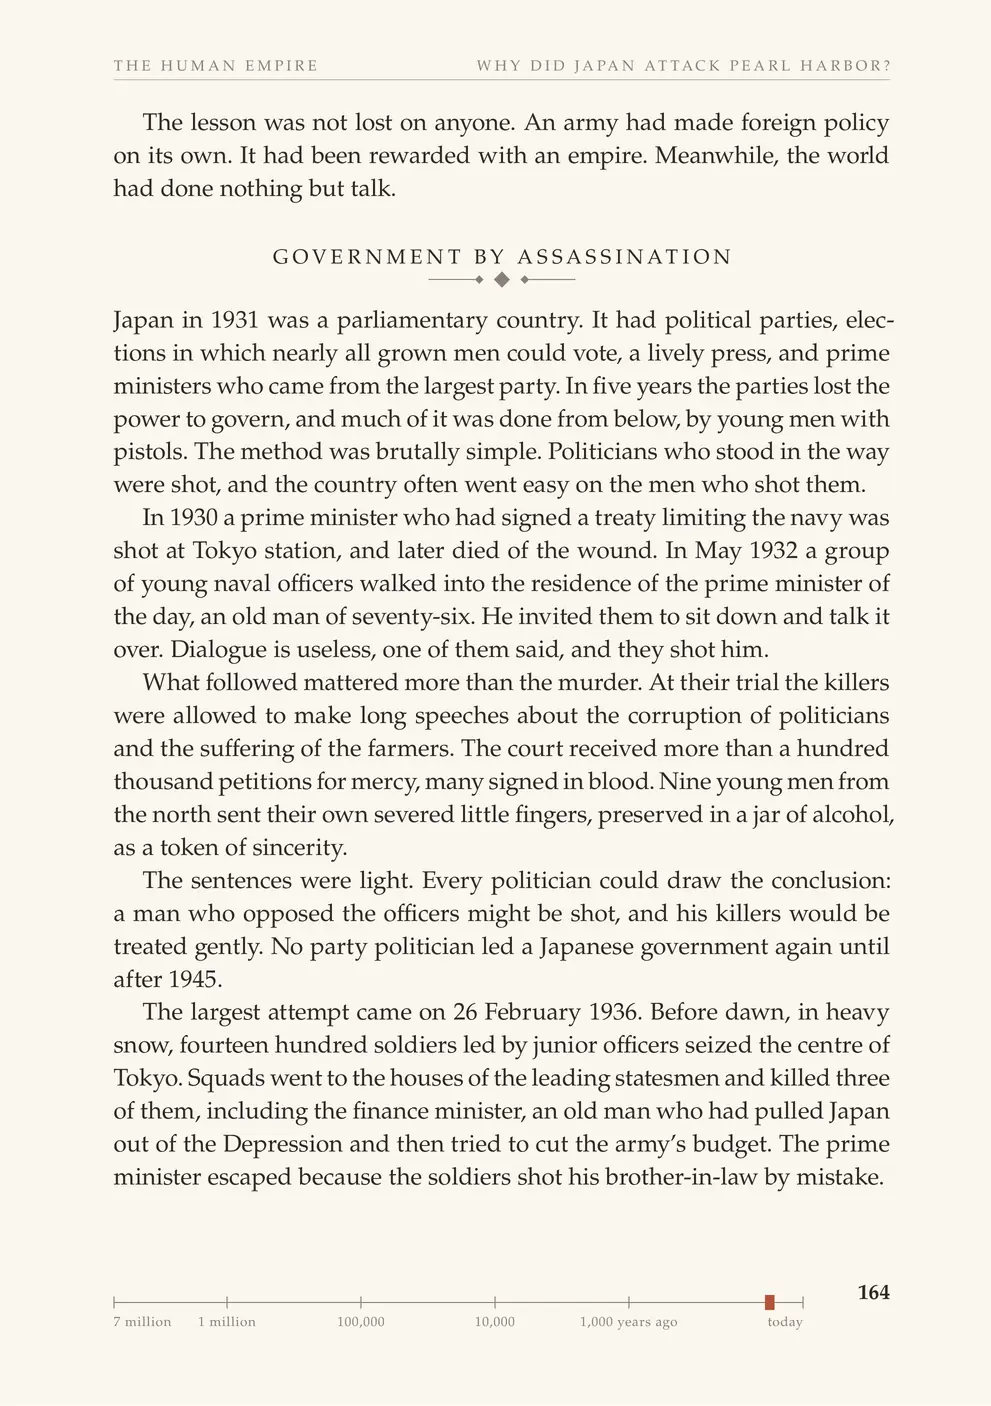 THE HUMAN EMPIRE
WHY DID JAPAN ATTACK PEARL HARBOR?
The lesson was not lost on anyone. An army had made foreign policy
on its own. It had been rewarded with an empire. Meanwhile, the world
had done nothing but talk.
GOVERNMENT BY ASSASSINATION
Japan in 1931 was a parliamentary country. It had political parties, elec-
tions in which nearly all grown men could vote, a lively press, and prime
ministers who came from the largest party. In five years the parties lost the
power to govern, and much of it was done from below, by young men with
pistols. The method was brutally simple. Politicians who stood in the way
were shot, and the country often went easy on the men who shot them.
In 1930 a prime minister who had signed a treaty limiting the navy was
shot at Tokyo station, and later died of the wound. In May 1932 a group
of young naval officers walked into the residence of the prime minister of
the day, an old man of seventy-six. He invited them to sit down and talk it
over. Dialogue is useless, one of them said, and they shot him.
What followed mattered more than the murder. At their trial the killers
were allowed to make long speeches about the corruption of politicians
and the suffering of the farmers. The court received more than a hundred
thousand petitions for mercy, many signed in blood. Nine young men from
the north sent their own severed little fingers, preserved in a jar of alcohol,
as a token of sincerity.
The sentences were light. Every politician could draw the conclusion:
a man who opposed the officers might be shot, and his killers would be
treated gently. No party politician led a Japanese government again until
after 1945.
The largest attempt came on 26 February 1936. Before dawn, in heavy
snow, fourteen hundred soldiers led by junior officers seized the centre of
Tokyo. Squads went to the houses of the leading statesmen and killed three
of them, including the finance minister, an old man who had pulled Japan
out of the Depression and then tried to cut the army's budget. The prime
minister escaped because the soldiers shot his brother-in-law by mistake.
164
7 million 1 million 100,000 10,000 1,000 years ago today